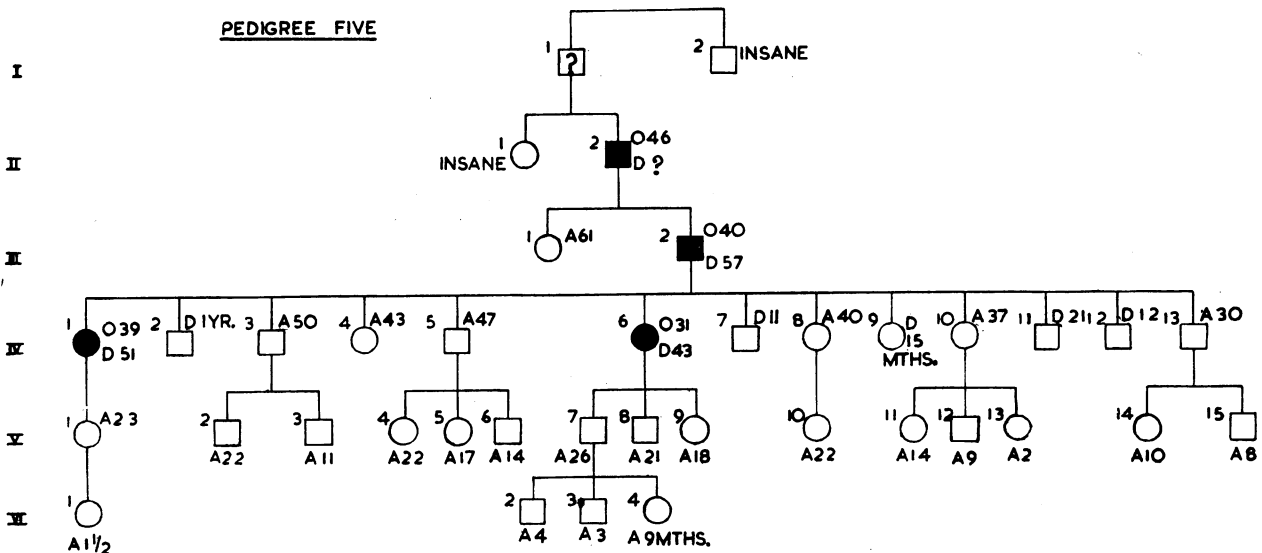 PEDIGREE FIVE
I
1 ? 2 INSANE
II
1 INSANE 2 O46
D ?
III
1 A61 2 O40
D57
IV
1 O39 2 D 1YR. 3 A50 4 A43 5 A47 6 O31 7 D11 8 A40 9 D 10 A37 11 D21 12 D12 13 A30
D51 D43 15
MTHS.
V
1 A23 2 3 4 5 6 7 8 9 10 11 12 13 14 15
A22 A11 A22 A17 A14 A26 A21 A18 A22 A14 A9 A2 A10 A8
VI
1 2 3 4
A1½ A4 A3 A9MTHS.